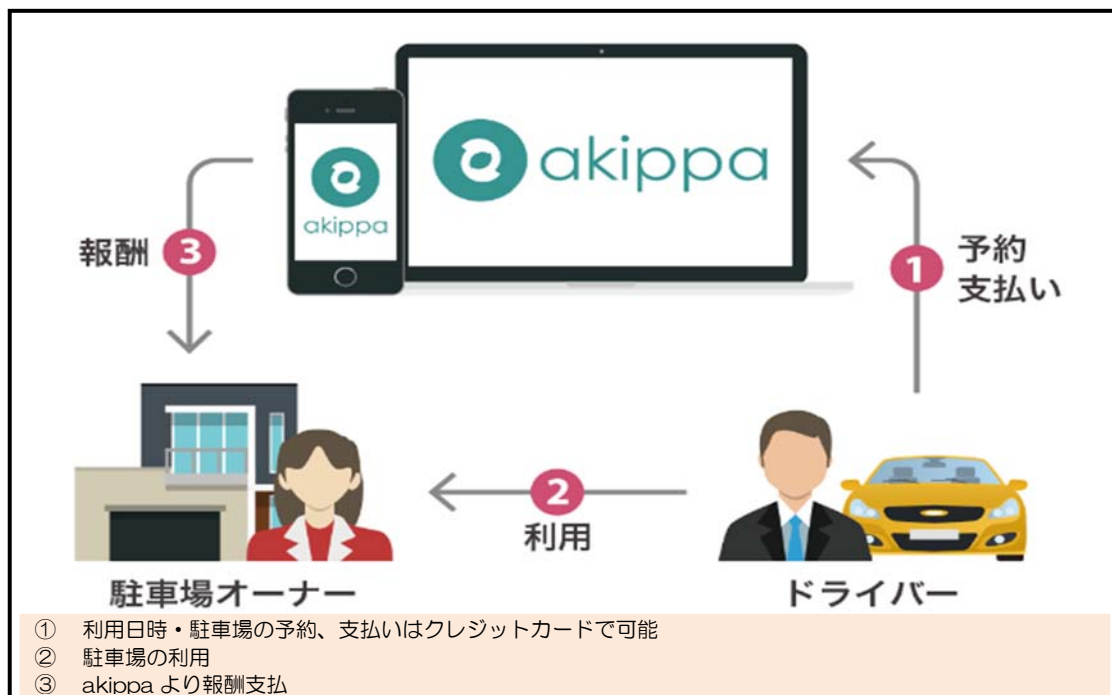 akippa
akippa
報酬
3
1
予約
支払い
2
利用
駐車場オーナー
ドライバー
① 利用日時・駐車場の予約、支払いはクレジットカードで可能
② 駐車場の利用
③ akippa より報酬支払